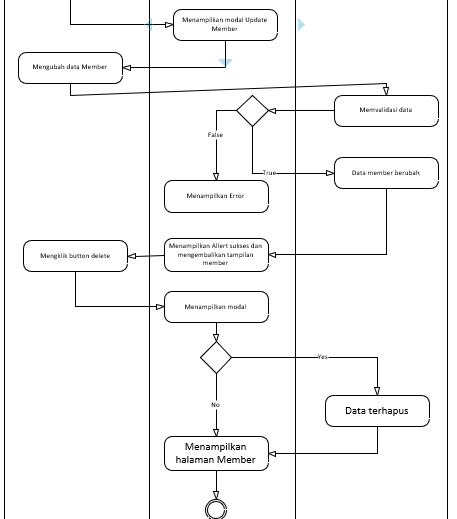 Menampilkan modal Update
Member
Mengubah data Member
Memvalidasi data
False
True
Data member berubah
Menampilkan Error
Menampilkan Allert sukses dan
mengembalikan tampilan
member
Mengklik button delete
Menampilkan modal
Yes
No
Data terhapus
Menampilkan
halaman Member